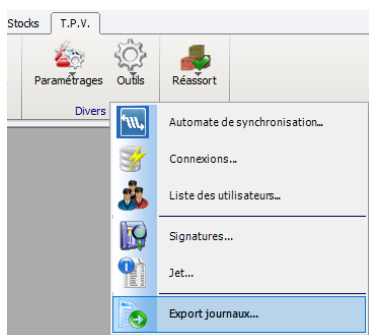 Stocks T.P.V.
Paramétrages Outils Réassort
Divers
Automate de synchronisation...
Connexions...
Liste des utilisateurs...
Signatures...
Jet...
Export journaux...